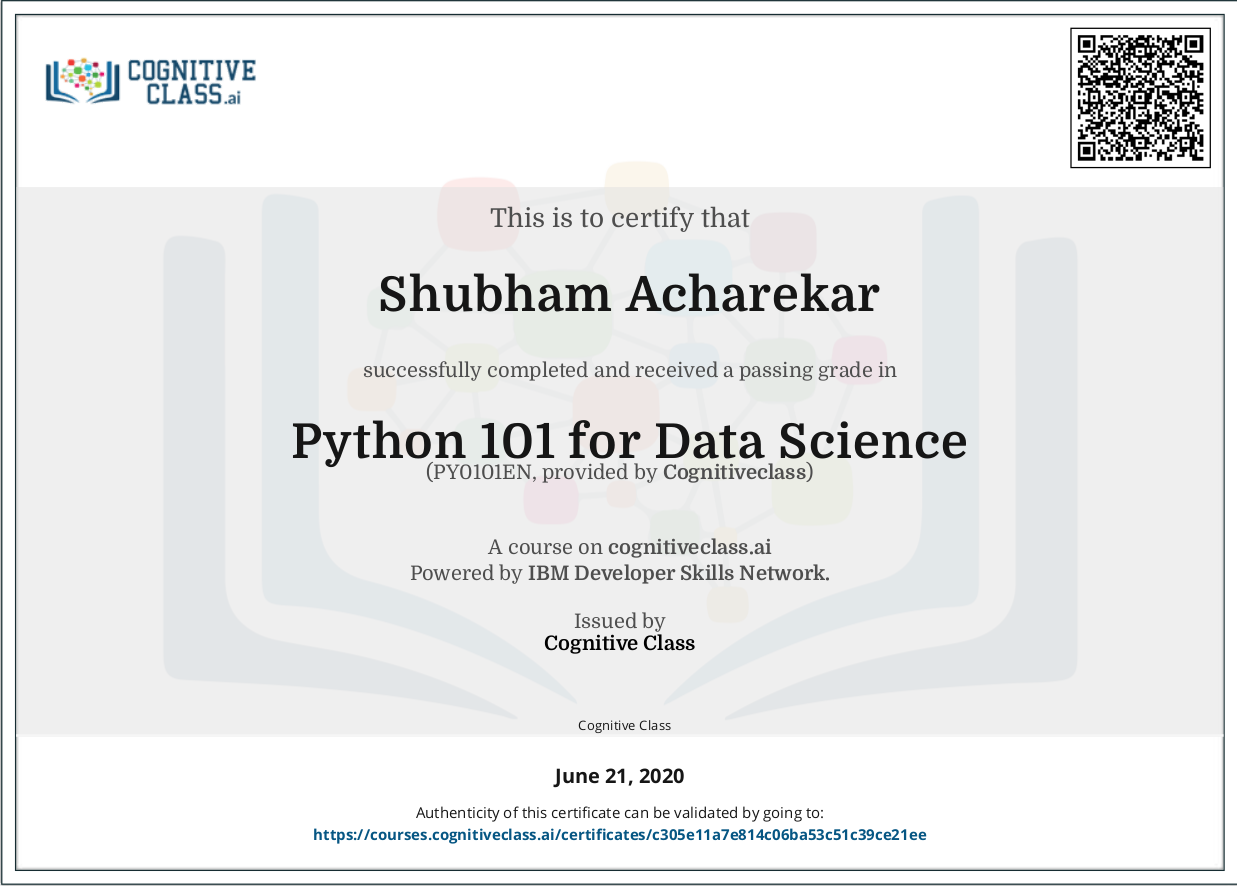 COGNITIVE
CLASS.ai
This is to certify that
Shubham Acharekar
successfully completed and received a passing grade in
Python 101 for Data Science
(PY0101EN, provided by Cognitiveclass)
A course on cognitiveclass.ai
Powered by IBM Developer Skills Network.
Issued by
Cognitive Class
Cognitive Class
June 21, 2020
Authenticity of this certificate can be validated by going to:
https://courses.cognitiveclass.ai/certificates/c305e11a7e814c06ba53c51c39ce21ee